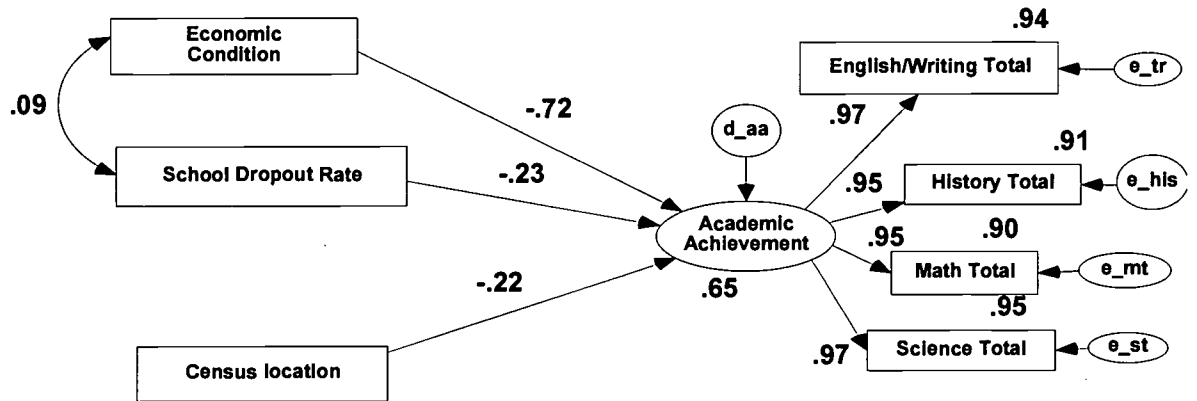 .94
Economic
Condition
English/Writing Total
e_tr
.09
-.72
.97
d_aa
.91
School Dropout Rate
-.23
.95
History Total
e_his
Academic
Achievement
.90
.95
Math Total
e_mt
-.22
.65
.95
Census location
.97
Science Total
e_st